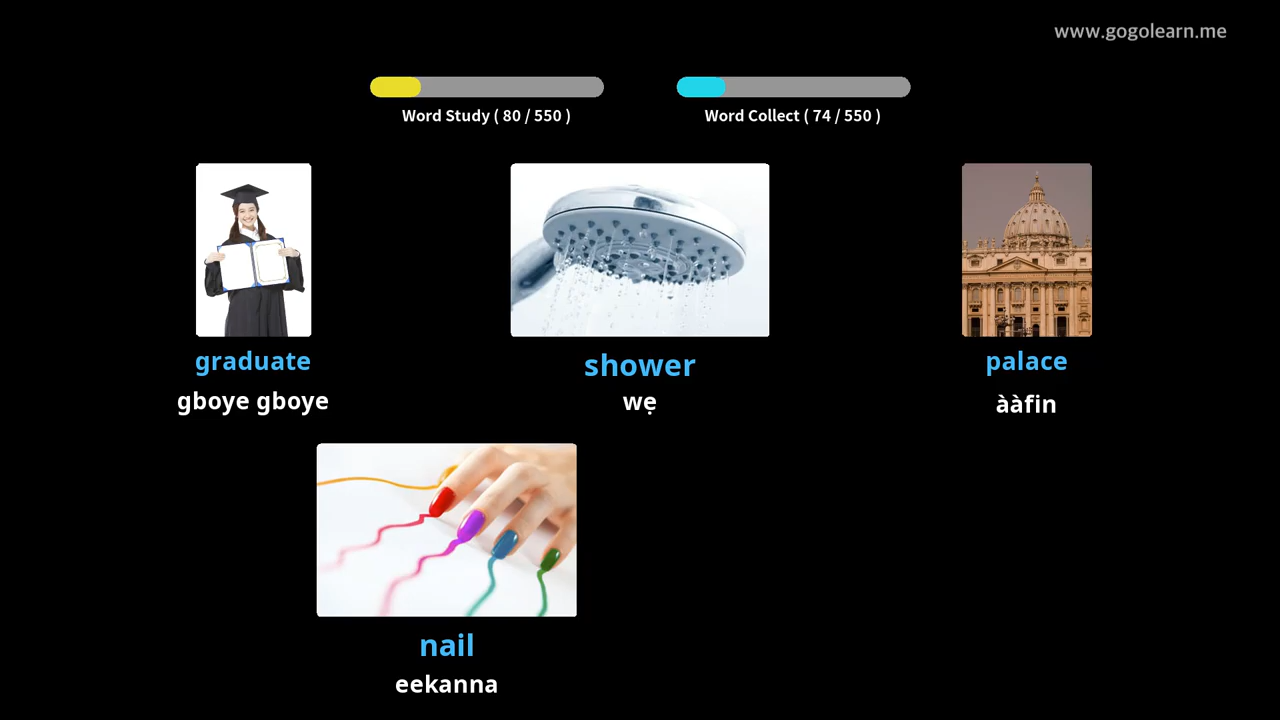 www.gogolearn.me
Word Study ( 80 / 550 )
Word Collect ( 74 / 550 )
graduate
shower
palace
gboye gboye
wẹ
ààfin
nail
eekanna